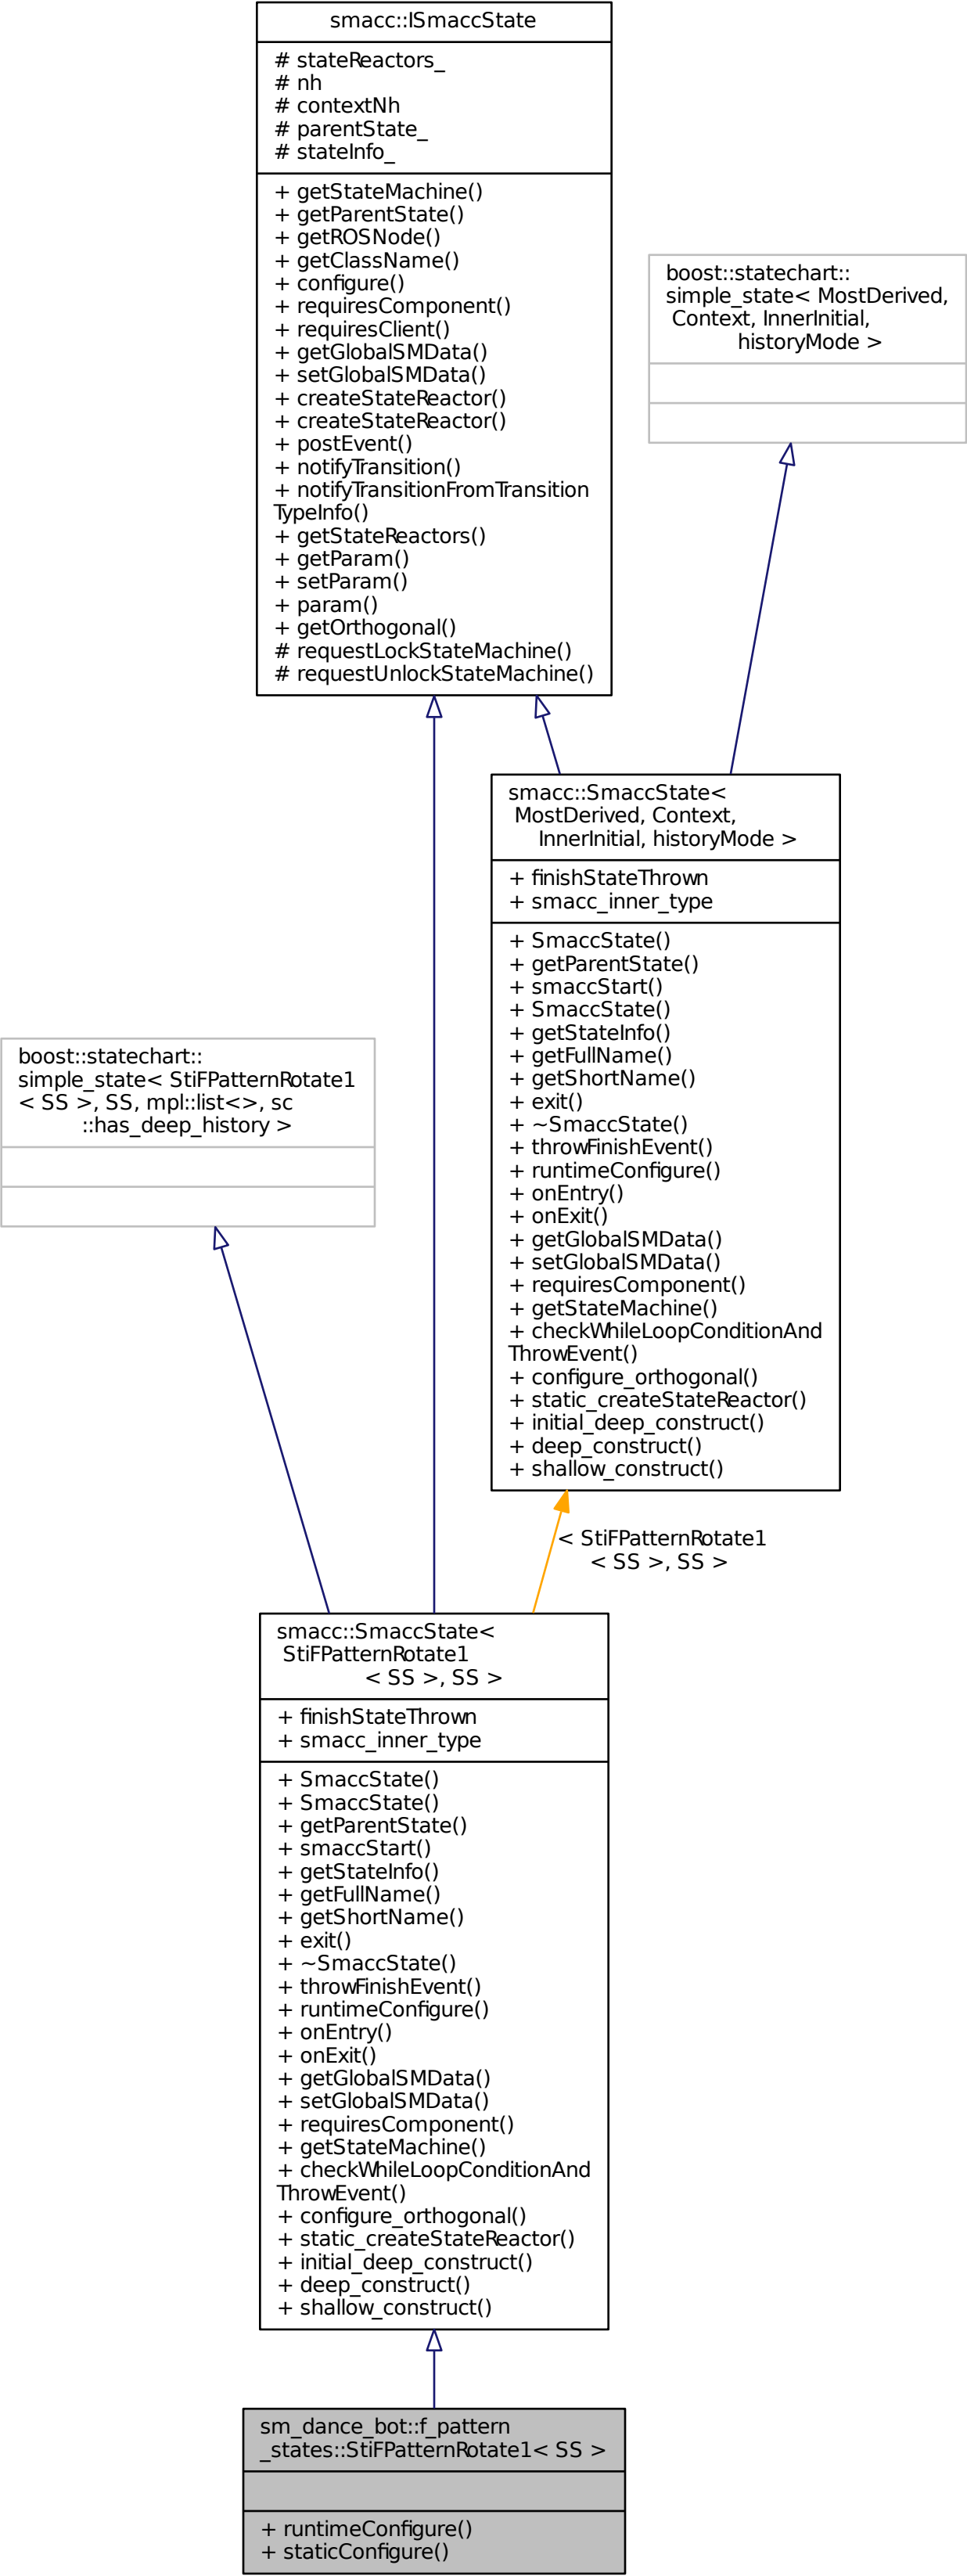 smacc::ISmaccState
# stateReactors_
# nh
# contextNh
# parentState_
# stateInfo_
+ getStateMachine()
+ getParentState()
+ getROSNode()
+ getClassName()
+ configure()
+ requiresComponent()
+ requiresClient()
+ getGlobalSMData()
+ setGlobalSMData()
+ createStateReactor()
+ createStateReactor()
+ postEvent()
+ notifyTransition()
+ notifyTransitionFromTransition
TypeInfo()
+ getStateReactors()
+ getParam()
+ setParam()
+ param()
+ getOrthogonal()
# requestLockStateMachine()
# requestUnlockStateMachine()
boost::statechart::
simple_state< MostDerived,
Context, InnerInitial,
historyMode >
smacc::SmaccState<
MostDerived, Context,
InnerInitial, historyMode >
+ finishStateThrown
+ smacc_inner_type
+ SmaccState()
+ getParentState()
+ smaccStart()
+ SmaccState()
+ getStateInfo()
+ getFullName()
+ getShortName()
+ exit()
+ ~SmaccState()
+ throwFinishEvent()
+ runtimeConfigure()
+ onEntry()
+ onExit()
+ getGlobalSMData()
+ setGlobalSMData()
+ requiresComponent()
+ getStateMachine()
+ checkWhileLoopConditionAnd
ThrowEvent()
+ configure_orthogonal()
+ static_createStateReactor()
+ initial_deep_construct()
+ deep_construct()
+ shallow_construct()
boost::statechart::
simple_state< StiFPatternRotate1
< SS >, SS, mpl::list<>, sc
::has_deep_history >
< StiFPatternRotate1
< SS >, SS >
smacc::SmaccState<
StiFPatternRotate1
< SS >, SS >
+ finishStateThrown
+ smacc_inner_type
+ SmaccState()
+ SmaccState()
+ getParentState()
+ smaccStart()
+ getStateInfo()
+ getFullName()
+ getShortName()
+ exit()
+ ~SmaccState()
+ throwFinishEvent()
+ runtimeConfigure()
+ onEntry()
+ onExit()
+ getGlobalSMData()
+ setGlobalSMData()
+ requiresComponent()
+ getStateMachine()
+ checkWhileLoopConditionAnd
ThrowEvent()
+ configure_orthogonal()
+ static_createStateReactor()
+ initial_deep_construct()
+ deep_construct()
+ shallow_construct()
sm_dance_bot::f_pattern
_states::StiFPatternRotate1< SS >
+ runtimeConfigure()
+ staticConfigure()